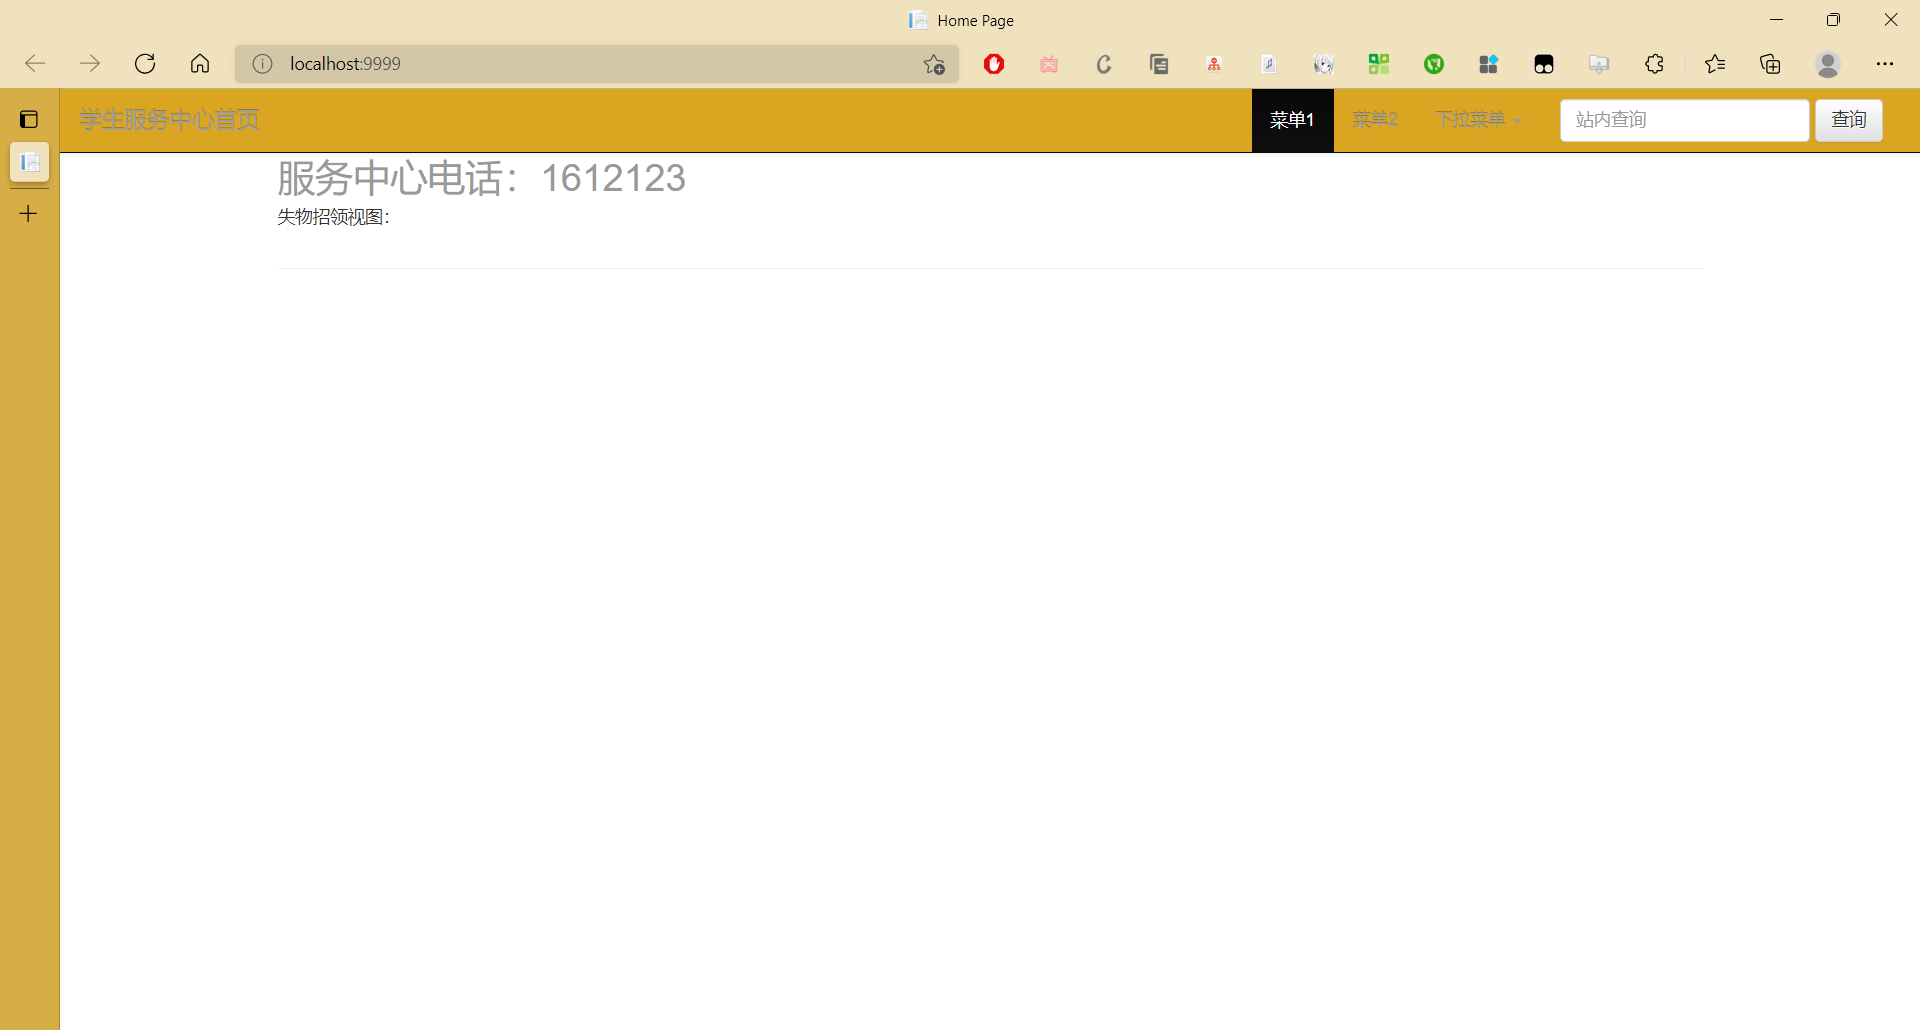 Home Page
localhost:9999
学生服务中心首页
菜单1
菜单2
下拉菜单
站内查询
查询
服务中心电话：1612123
失物招领视图：